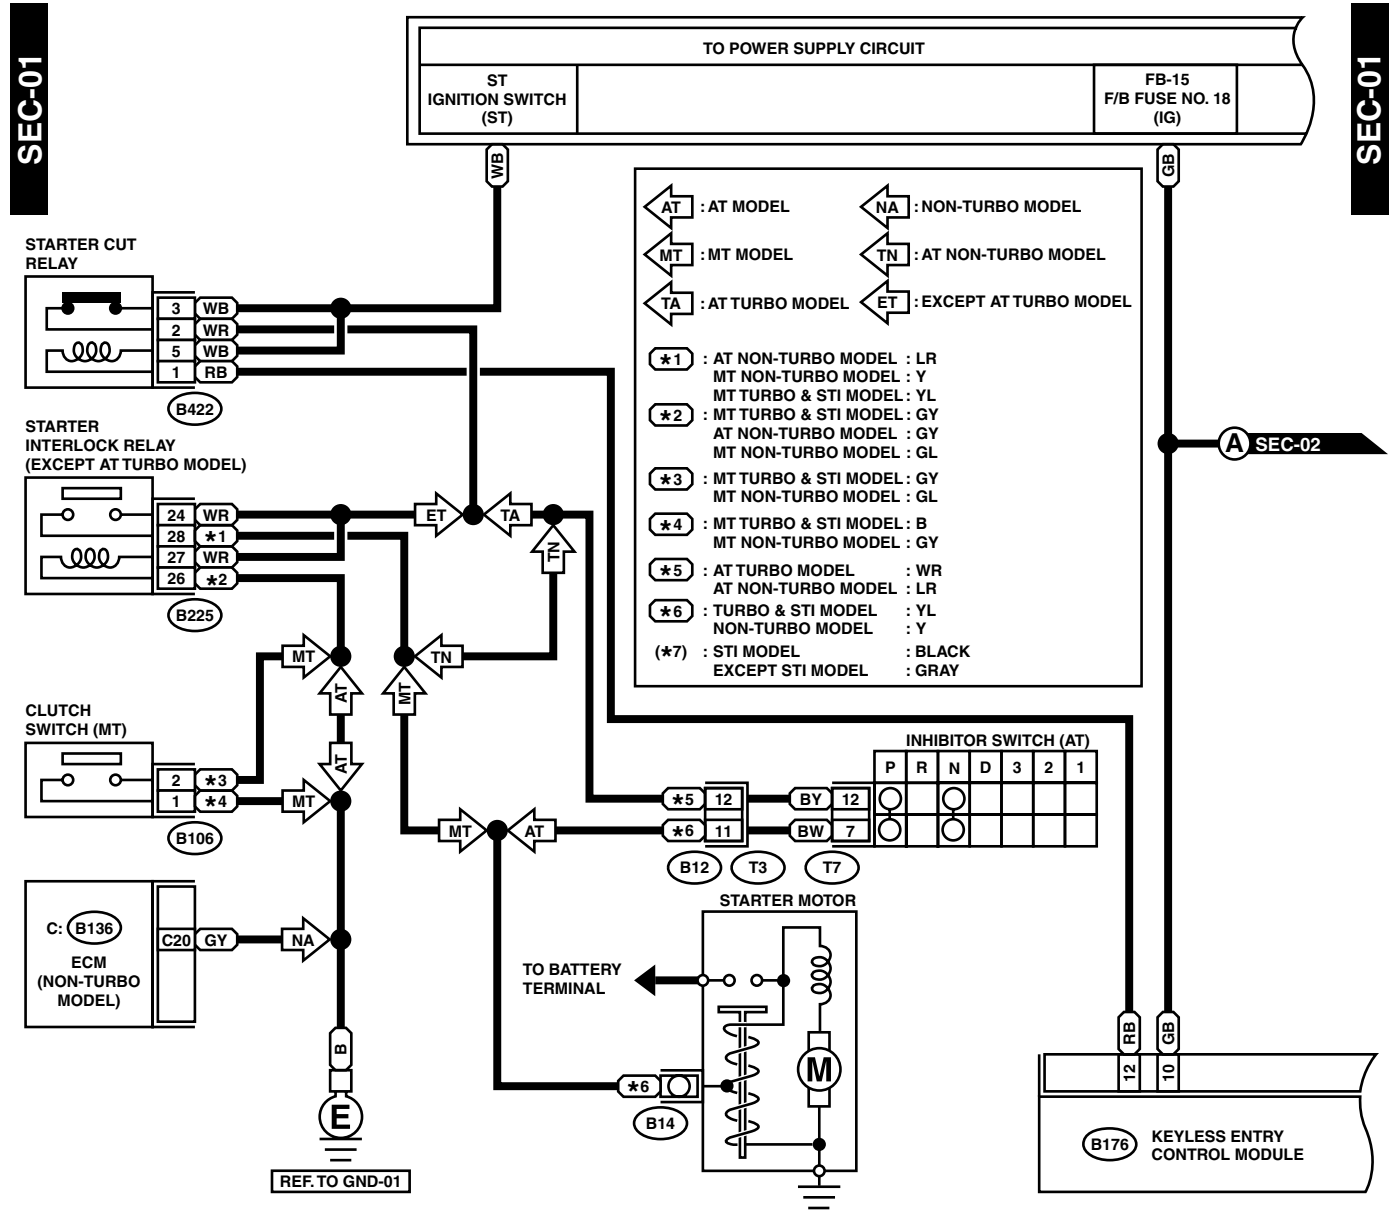 SEC-01
SEC-01
TO POWER SUPPLY CIRCUIT
ST
IGNITION SWITCH
(ST)
FB-15
F/B FUSE NO. 18
(IG)
WB
GB
AT : AT MODEL
NA : NON-TURBO MODEL
MT : MT MODEL
TN : AT NON-TURBO MODEL
TA : AT TURBO MODEL
ET : EXCEPT AT TURBO MODEL
*1 : AT NON-TURBO MODEL : LR
MT NON-TURBO MODEL : Y
MT TURBO & STI MODEL : YL
*2 : MT TURBO & STI MODEL : GY
AT NON-TURBO MODEL : GY
MT NON-TURBO MODEL : GL
*3 : MT TURBO & STI MODEL : GY
MT NON-TURBO MODEL : GL
*4 : MT TURBO & STI MODEL : B
MT NON-TURBO MODEL : GY
*5 : AT TURBO MODEL : WR
AT NON-TURBO MODEL : LR
*6 : TURBO & STI MODEL : YL
NON-TURBO MODEL : Y
(*7) : STI MODEL : BLACK
EXCEPT STI MODEL : GRAY
STARTER CUT
RELAY
3 WB
2 WR
5 WB
1 RB
B422
STARTER
INTERLOCK RELAY
(EXCEPT AT TURBO MODEL)
24 WR
28 *1
27 WR
26 *2
B225
ET
TA
TN
A SEC-02
MT
AT
TN
MT
CLUTCH
SWITCH (MT)
2 *3
1 *4
B106
AT
MT
MT
AT
INHIBITOR SWITCH (AT)
P R N D 3 2 1
*5 12 BY 12
*6 11 BW 7
B12
T3
T7
C: B136
ECM
(NON-TURBO
MODEL)
C20 GY
NA
B
E
REF. TO GND-01
STARTER MOTOR
TO BATTERY
TERMINAL
M
*6
B14
RB
GB
12
10
B176
KEYLESS ENTRY
CONTROL MODULE